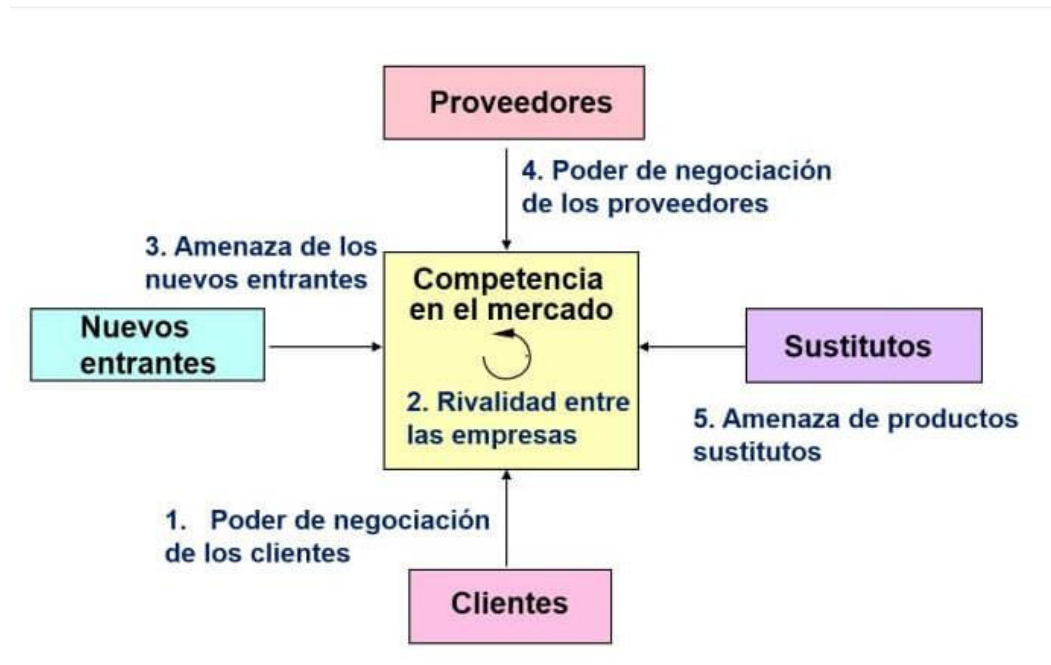 Proveedores
4. Poder de negociación
de los proveedores
3. Amenaza de los
nuevos entrantes
Competencia
en el mercado
Nuevos
entrantes
Sustitutos
2. Rivalidad entre
las empresas
5. Amenaza de productos
sustitutos
1. Poder de negociación
de los clientes
Clientes